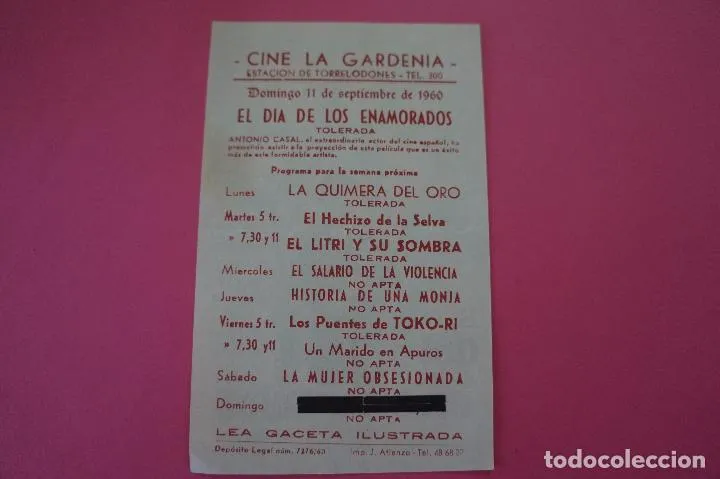 - CINE LA GARDENIA -
ESTACION DE TORRELODONES - TEL. 300
Domingo 11 de septiembre de 1960
EL DIA DE LOS ENAMORADOS
TOLERADA
ANTONIO CASAL, el extraordinario actor del cine español, ha
prometido asistir a la proyección de esta película que es un éxito
más de este formidable artista.
Programa para la semana próxima
Lunes LA QUIMERA DEL ORO
TOLERADA
Martes 5 tr. El Hechizo de la Selva
TOLERADA
» 7,30 y 11 EL LITRI Y SU SOMBRA
TOLERADA
Miercoles EL SALARIO DE LA VIOLENCIA
NO APTA
Jueves HISTORIA DE UNA MONJA
NO APTA
Viernes 5 tr. Los Puentes de TOKO-RI
TOLERADA
» 7,30 y 11 Un Marido en Apuros
NO APTA
Sábado LA MUJER OBSESIONADA
NO APTA
Domingo
NO APTA
LEA GACETA ILUSTRADA
Depósito Legal núm. 7276/60 Imp. J. Atienza - Tel. 48 68 37
todocoleccion